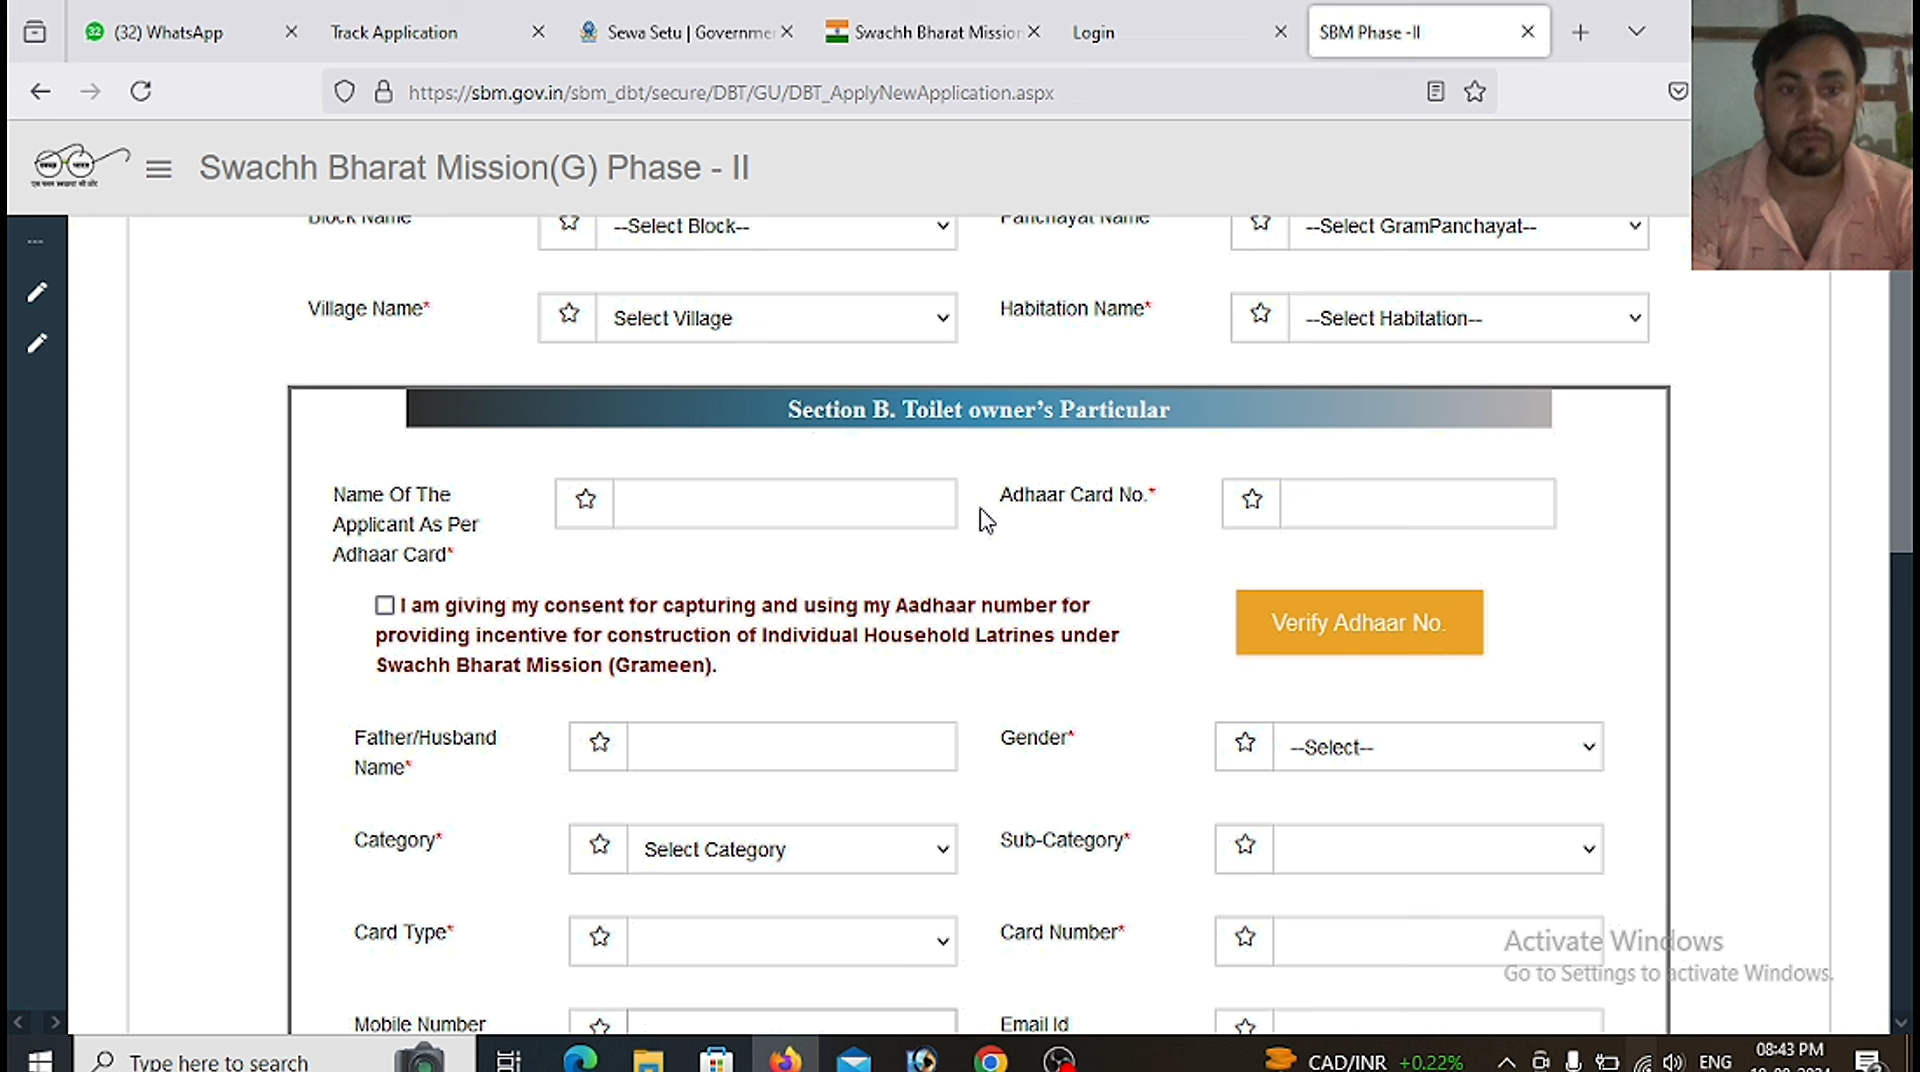 (32) WhatsApp
Track Application
Sewa Setu | Governme
Swachh Bharat Mission
Login
SBM Phase -II
https://sbm.gov.in/sbm_dbt/secure/DBT/GU/DBT_ApplyNewApplication.aspx
Swachh Bharat Mission(G) Phase - II
Block Name
--Select Block--
Panchayat Name
--Select GramPanchayat--
Village Name*
Select Village
Habitation Name*
--Select Habitation--
Section B. Toilet owner’s Particular
Name Of The
Applicant As Per
Adhaar Card*
Adhaar Card No.*
I am giving my consent for capturing and using my Aadhaar number for
providing incentive for construction of Individual Household Latrines under
Swachh Bharat Mission (Grameen).
Verify Adhaar No.
Father/Husband
Name*
Gender*
--Select--
Category*
Select Category
Sub-Category*
Card Type*
Card Number*
Activate Windows
Go to Settings to activate Windows.
Mobile Number
Email Id
Type here to search
CAD/INR +0.22%
ENG
08:43 PM